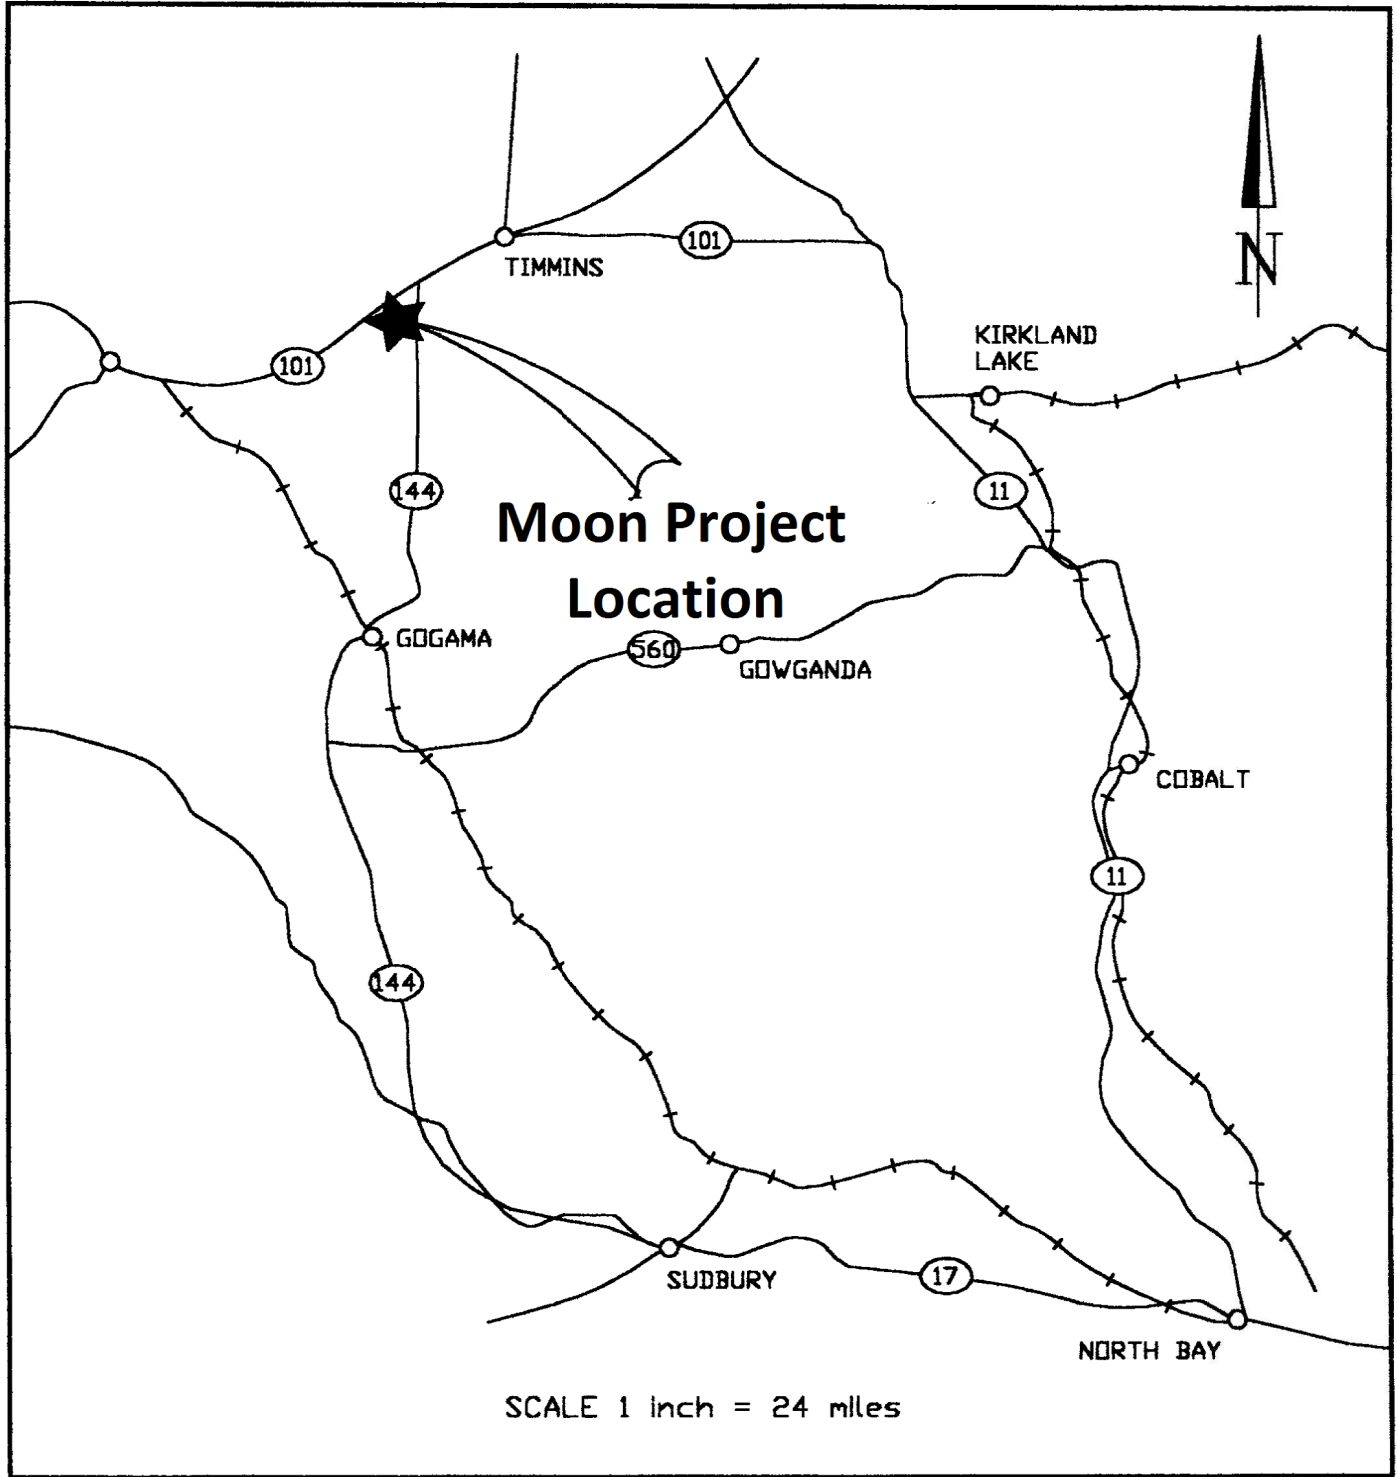 TIMMINS
101
N
KIRKLAND
LAKE
101
144
11
Moon Project
Location
GOGAMA
560
GOWGANDA
COBALT
11
144
SUDBURY
17
NORTH BAY
SCALE 1 inch = 24 miles